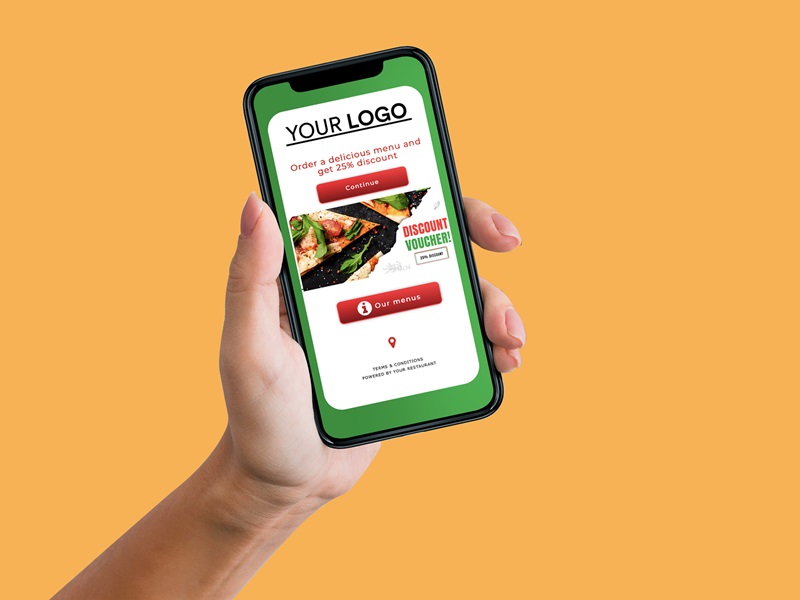 YOUR LOGO
Order a delicious menu and
get 25% discount
Continue
DISCOUNT
VOUCHER!
25% DISCOUNT
Our menus
TERMS & CONDITIONS
POWERED BY YOUR RESTAURANT